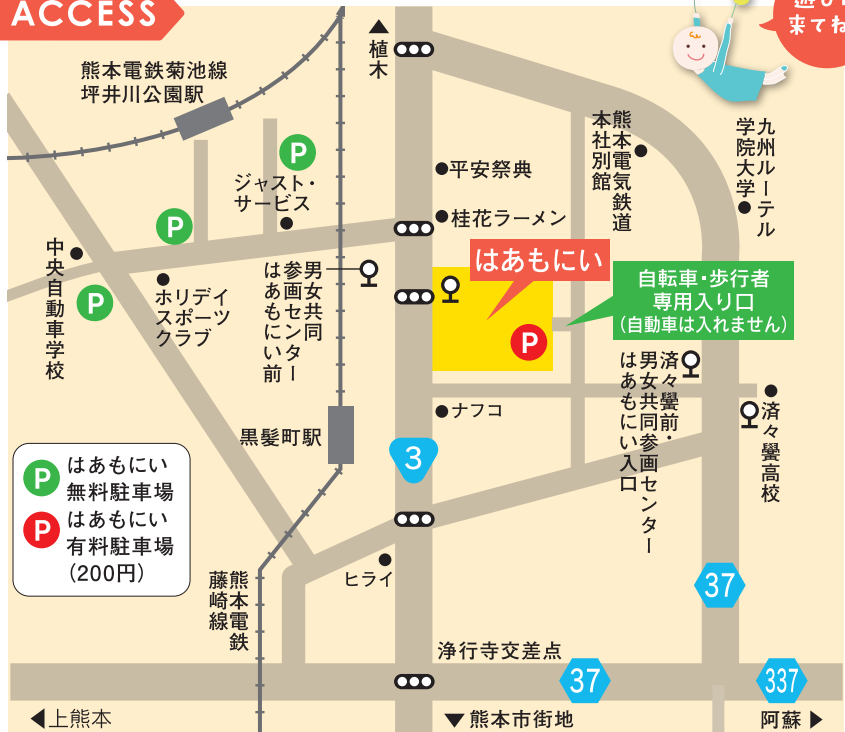 ACCESS
来てね
▲
植木
熊本電鉄菊池線
坪井川公園駅
P
ジャスト・
サービス
P
中央自動車学校
P
ホリデイ
スポーツ
クラブ
男女共同
参画センター
はあもにい前
平安祭典
桂花ラーメン
熊本電気鉄道
本社別館
九州ルーテル
学院大学
はあもにい
P
自転車・歩行者
専用入り口
(自動車は入れません)
済々黌前・
男女共同参画センター
はあもにい入口
済々黌高校
ナフコ
黒髪町駅
3
P
はあもにい
無料駐車場
P
はあもにい
有料駐車場
(200円)
ヒライ
熊本電鉄
藤崎線
37
浄行寺交差点
37
337
◀上熊本
▼熊本市街地
阿蘇▶